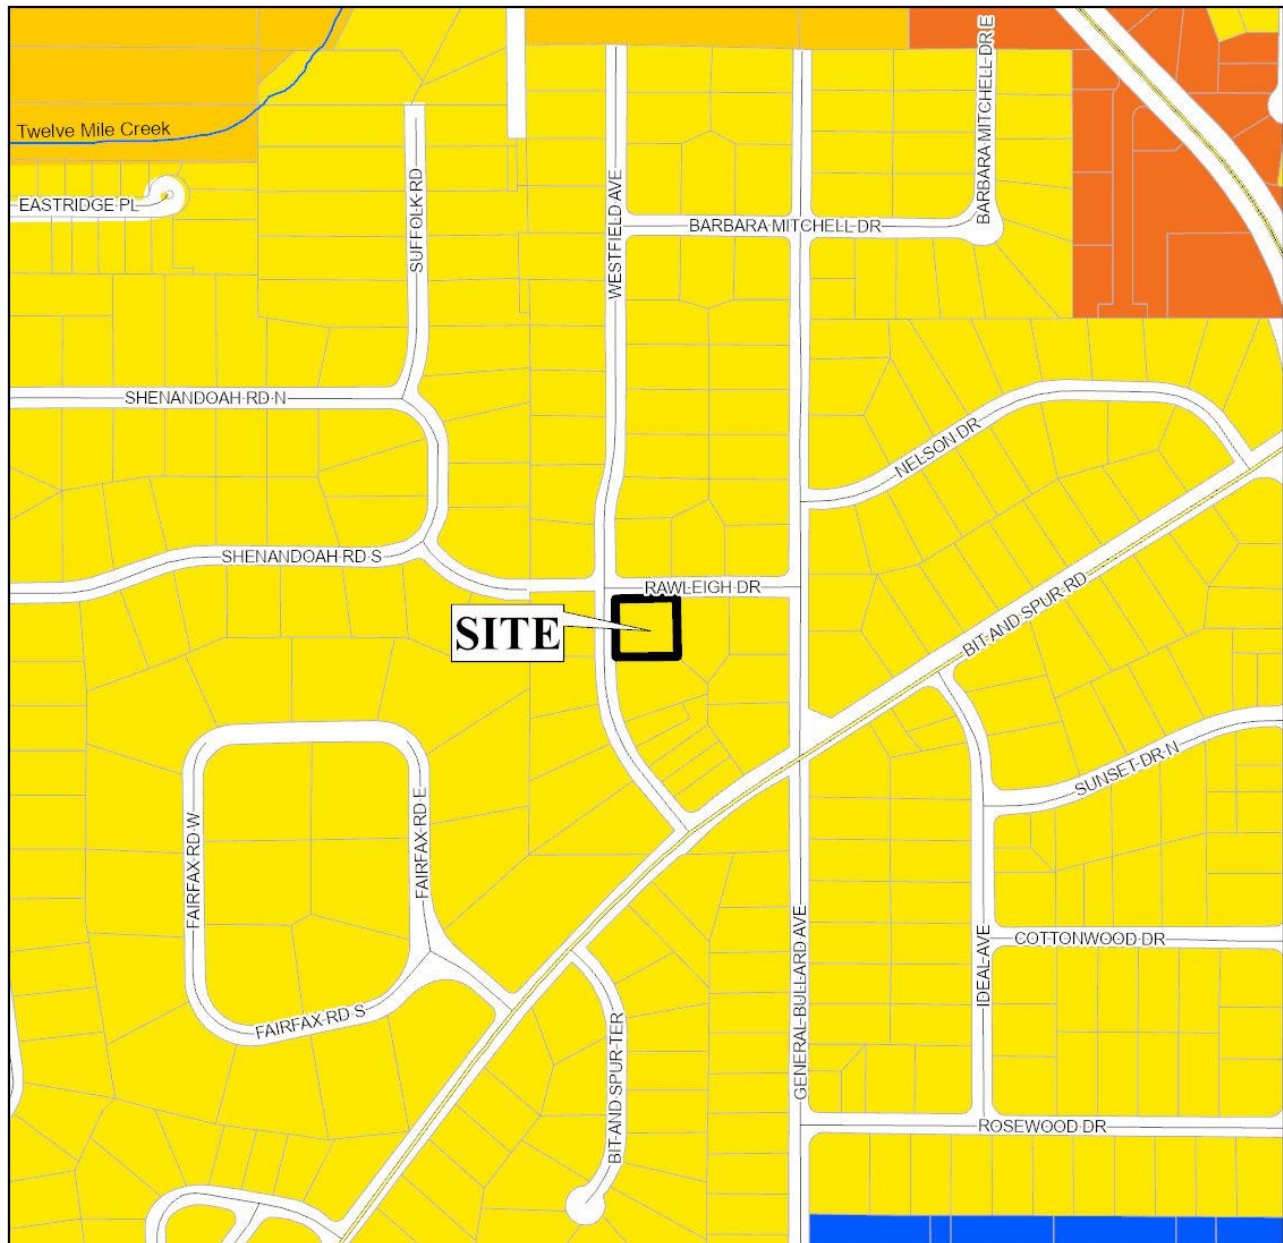 BARBARA MITCHELL DR E
Twelve Mile Creek
EASTRIDGE PL
SUFFOLK RD
WESTFIELD AVE
BARBARA MITCHELL DR
SHENANDOAH RD N
NELSON DR
SHENANDOAH RD S
RAWLEIGH DR
SITE
BIT AND SPUR RD
SUNSET DR N
FAIRFAX RD W
FAIRFAX RD E
GENERAL BULLARD AVE
IDEAL AVE
COTTONWOOD DR
FAIRFAX RD S
BIT AND SPUR TER
ROSEWOOD DR